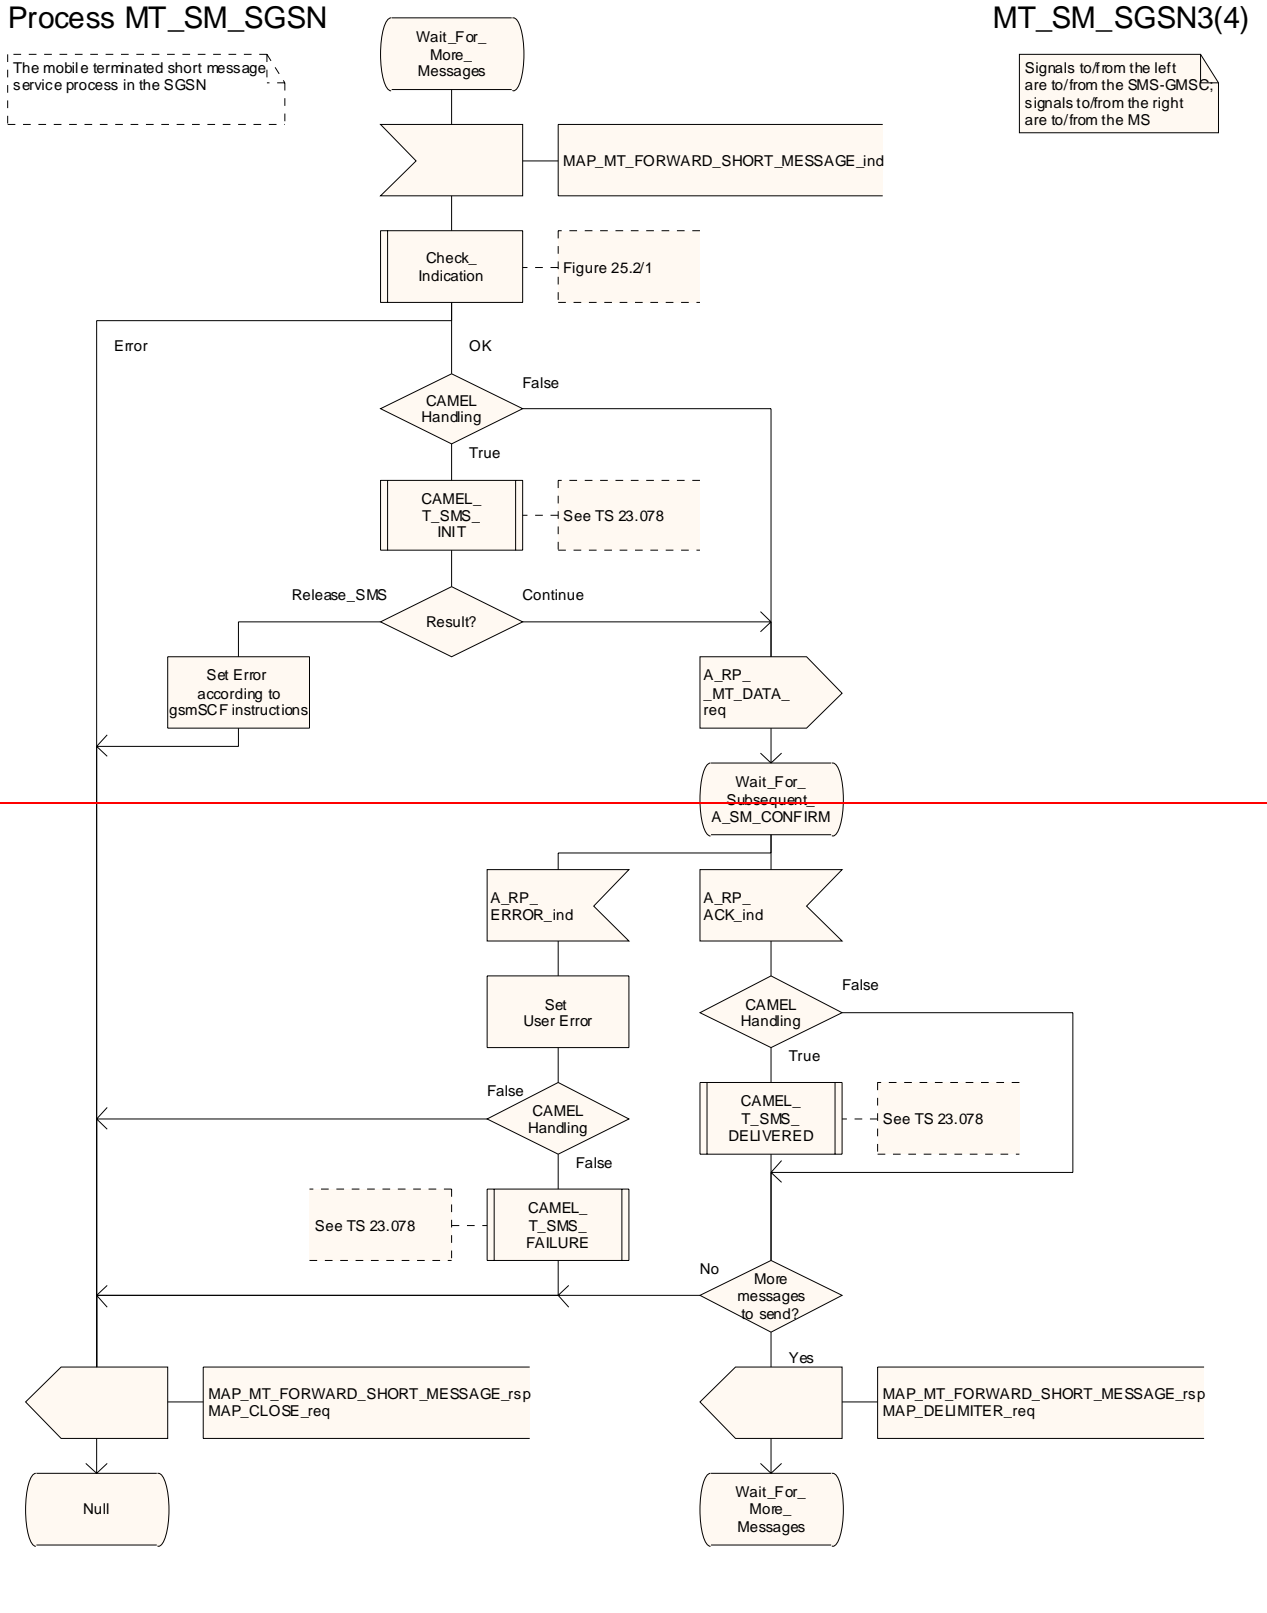 Process MT_SM_SGSN
MT_SM_SGSN3(4)
The mobile terminated short message
service process in the SGSN
Wait_For_
More_
Messages
Signals to/from the left
are to/from the SMS-GMSC;
signals to/from the right
are to/from the MS
MAP_MT_FORWARD_SHORT_MESSAGE_ind
Check_
Indication
Figure 25.2/1
Error
OK
CAMEL
Handling
False
True
CAMEL_
T_SMS_
INIT
See TS 23.078
Release_SMS
Result?
Continue
Set Error
according to
gsmSCF instructions
A_RP_
_MT_DATA_
req
Wait_For_
Subsequent_
A_SM_CONFIRM
A_RP_
ERROR_ind
A_RP_
ACK_ind
Set
User Error
CAMEL
Handling
False
True
False
CAMEL
Handling
False
CAMEL_
T_SMS_
DELIVERED
See TS 23.078
See TS 23.078
CAMEL_
T_SMS_
FAILURE
No
More
messages
to send?
Yes
MAP_MT_FORWARD_SHORT_MESSAGE_rsp
MAP_CLOSE_req
MAP_MT_FORWARD_SHORT_MESSAGE_rsp
MAP_DELIMITER_req
Null
Wait_For_
More_
Messages